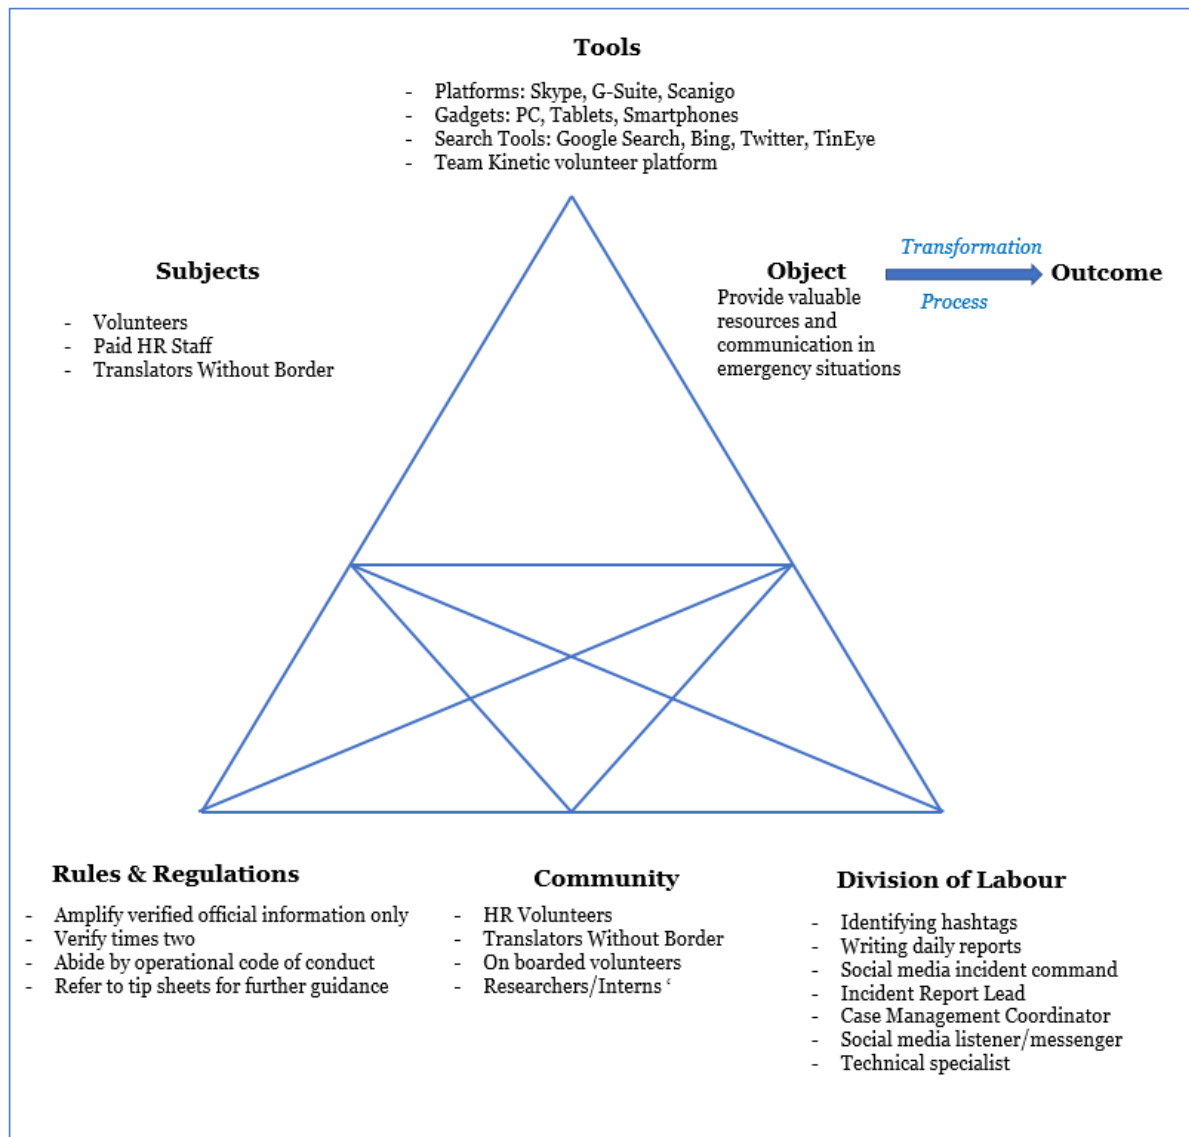 Tools
- Platforms: Skype, G-Suite, Scanigo
- Gadgets: PC, Tablets, Smartphones
- Search Tools: Google Search, Bing, Twitter, TinEye
- Team Kinetic volunteer platform
Subjects
- Volunteers
- Paid HR Staff
- Translators Without Border
Object
Provide valuable
resources and
communication in
emergency situations
Transformation
Process
Outcome
Rules & Regulations
- Amplify verified official information only
- Verify times two
- Abide by operational code of conduct
- Refer to tip sheets for further guidance
Community
- HR Volunteers
- Translators Without Border
- On boarded volunteers
- Researchers/Interns ‘
Division of Labour
- Identifying hashtags
- Writing daily reports
- Social media incident command
- Incident Report Lead
- Case Management Coordinator
- Social media listener/messenger
- Technical specialist